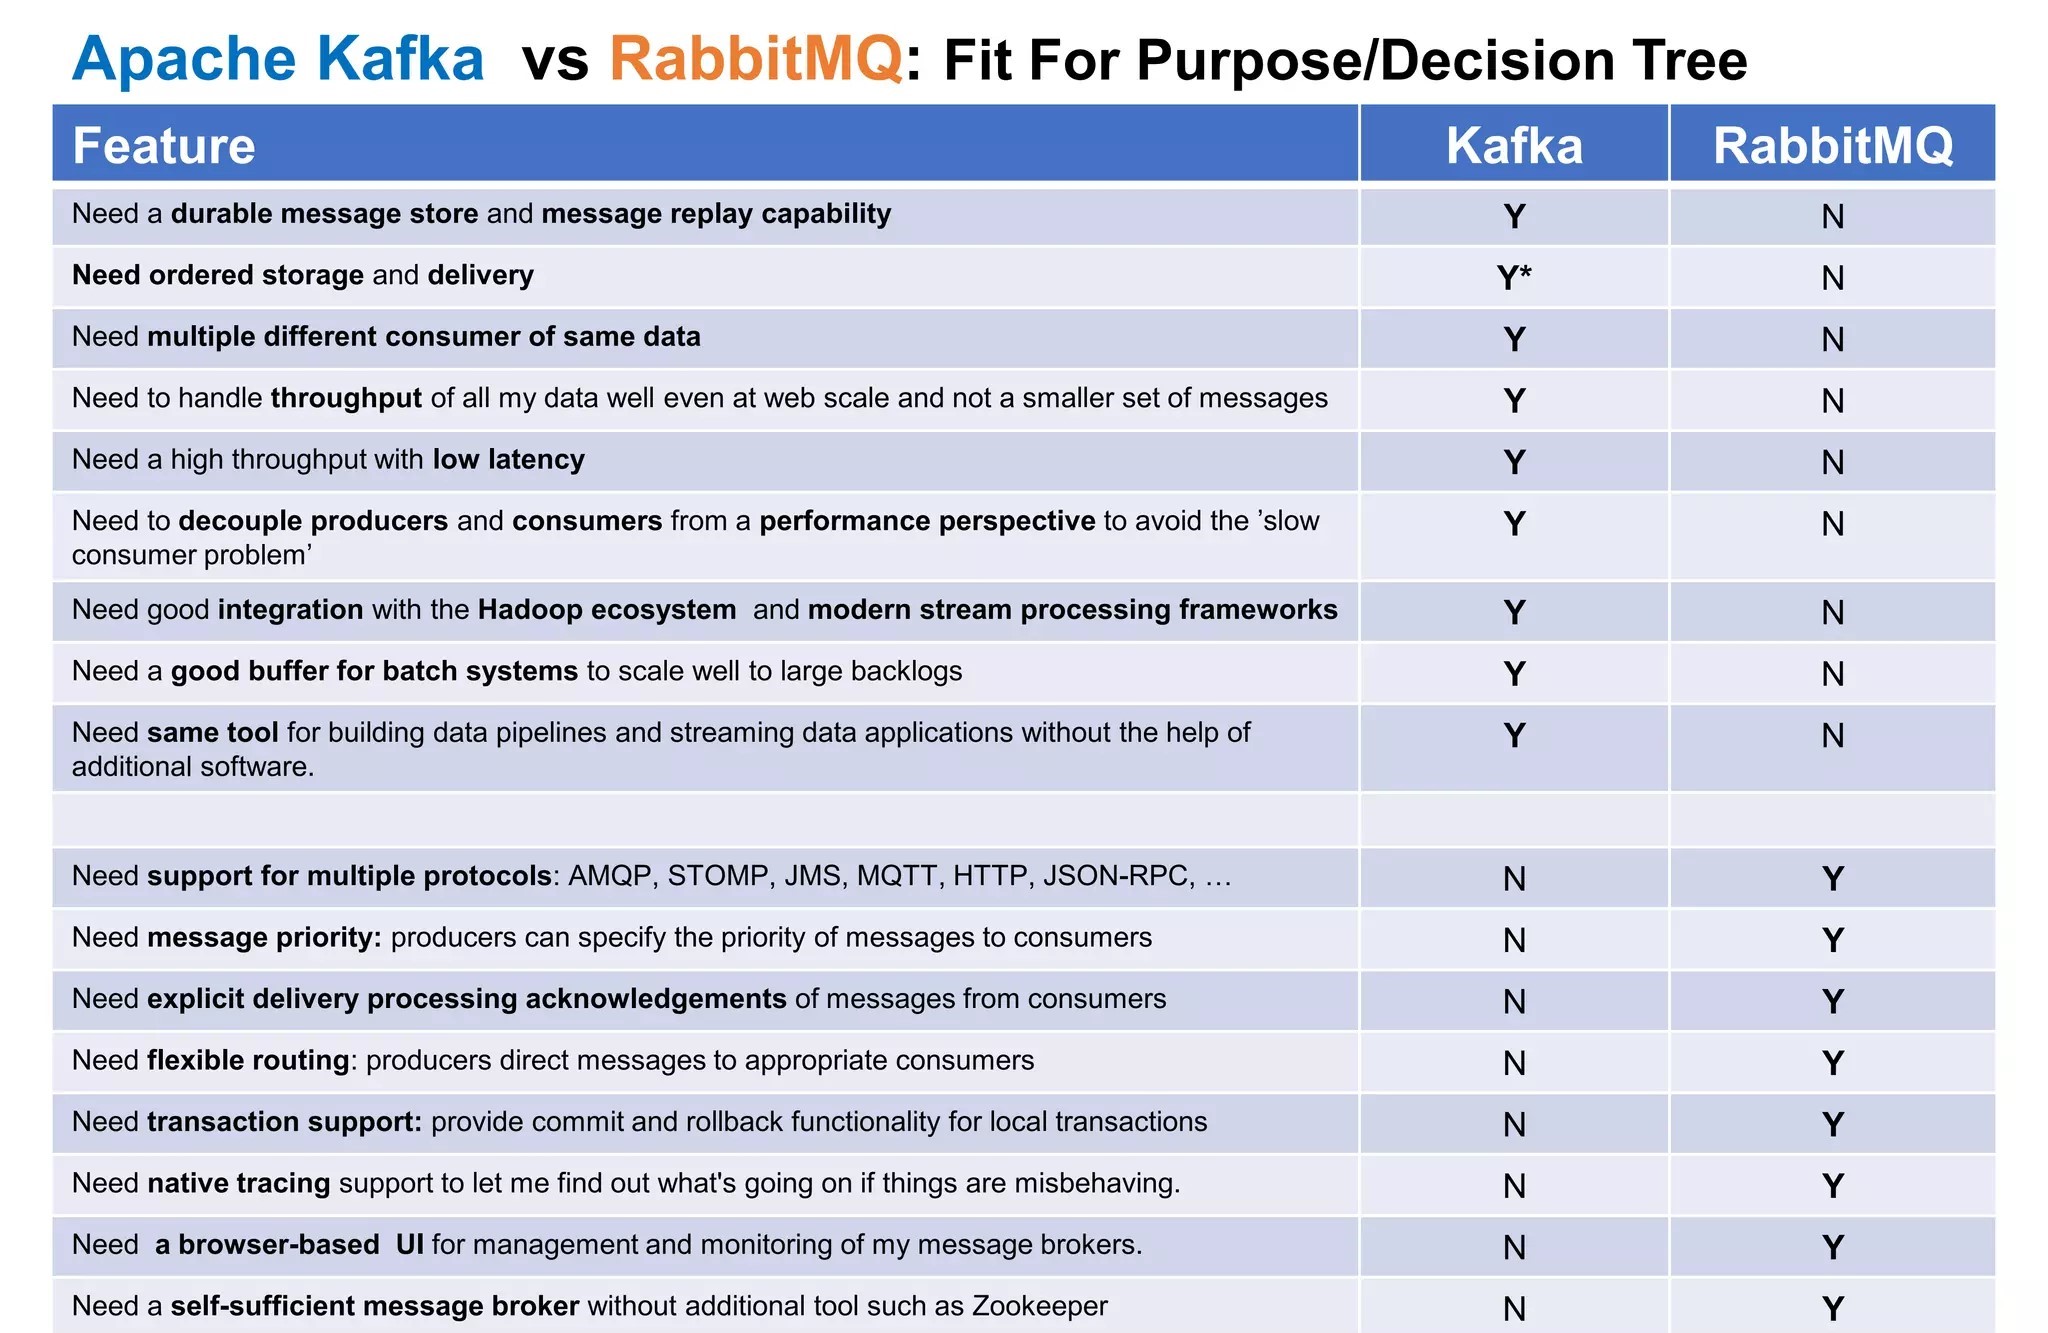 Apache Kafka vs RabbitMQ: Fit For Purpose/Decision Tree
Feature Kafka RabbitMQ
Need a durable message store and message replay capability Y N
Need ordered storage and delivery Y* N
Need multiple different consumer of same data Y N
Need to handle throughput of all my data well even at web scale and not a smaller set of messages Y N
Need a high throughput with low latency Y N
Need to decouple producers and consumers from a performance perspective to avoid the ’slow Y N
consumer problem’
Need good integration with the Hadoop ecosystem and modern stream processing frameworks Y N
Need a good buffer for batch systems to scale well to large backlogs Y N
Need same tool for building data pipelines and streaming data applications without the help of Y N
additional software.
Need support for multiple protocols: AMQP, STOMP, JMS, MQTT, HTTP, JSON-RPC, … N Y
Need message priority: producers can specify the priority of messages to consumers N Y
Need explicit delivery processing acknowledgements of messages from consumers N Y
Need flexible routing: producers direct messages to appropriate consumers N Y
Need transaction support: provide commit and rollback functionality for local transactions N Y
Need native tracing support to let me find out what's going on if things are misbehaving. N Y
Need a browser-based UI for management and monitoring of my message brokers. N Y
Need a self-sufficient message broker without additional tool such as Zookeeper N Y